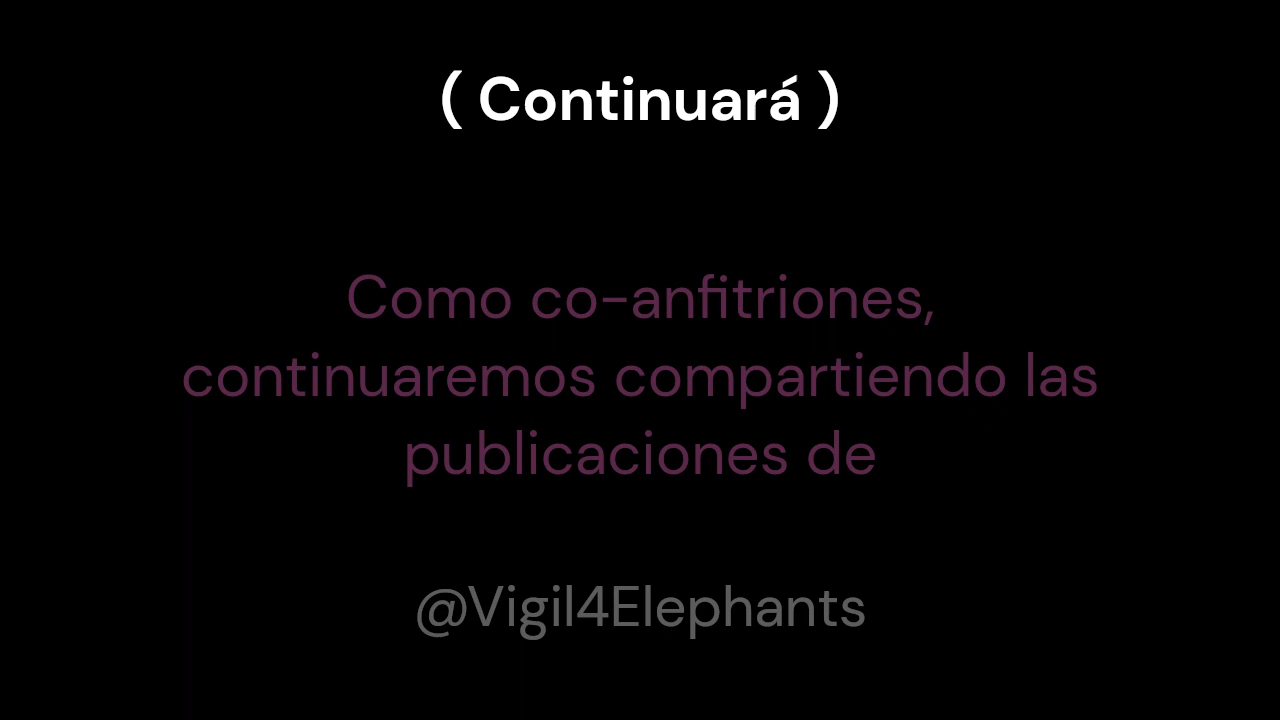 ( Continuará )
Como co-anfitriones,
continuaremos compartiendo las
publicaciones de
@Vigil4Elephants